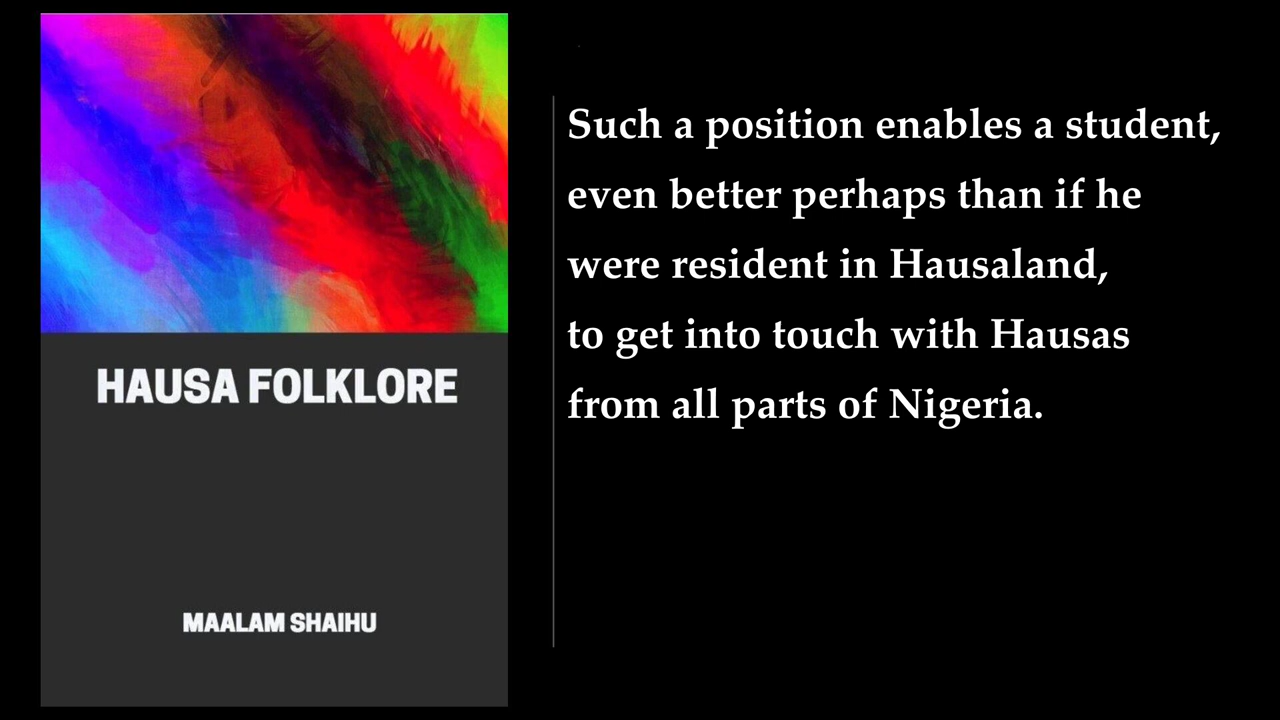 HAUSA FOLKLORE
MAALAM SHAIHU
Such a position enables a student,
even better perhaps than if he
were resident in Hausaland,
to get into touch with Hausas
from all parts of Nigeria.